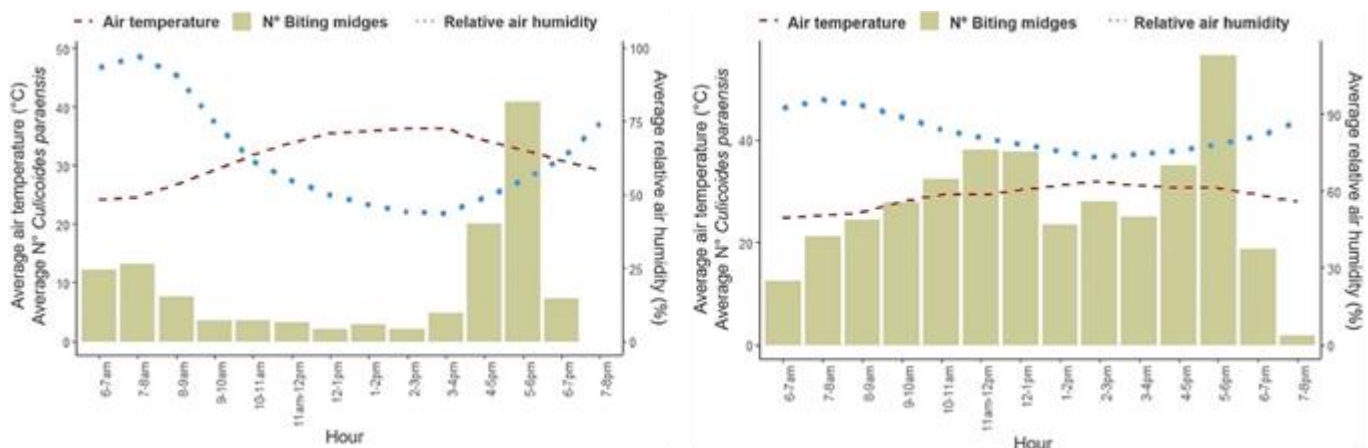 Air temperature N° Biting midges Relative air humidity
Average air temperature (°C)
Average N° Culicoides paraensis
50
40
30
20
10
0
100
75
50
25
0
Average relative air humidity (%)
6-7am
7-8am
8-9am
9-10am
10-11am
11am-12pm
12-1pm
1-2pm
2-3pm
3-4pm
4-5pm
5-6pm
6-7pm
7-8pm
Hour
Air temperature N° Biting midges Relative air humidity
Average air temperature (°C)
Average N° Culicoides paraensis
40
20
0
90
60
30
0
Average relative air humidity (%)
6-7am
7-8am
8-9am
9-10am
10-11am
11am-12pm
12-1pm
1-2pm
2-3pm
3-4pm
4-5pm
5-6pm
6-7pm
7-8pm
Hour